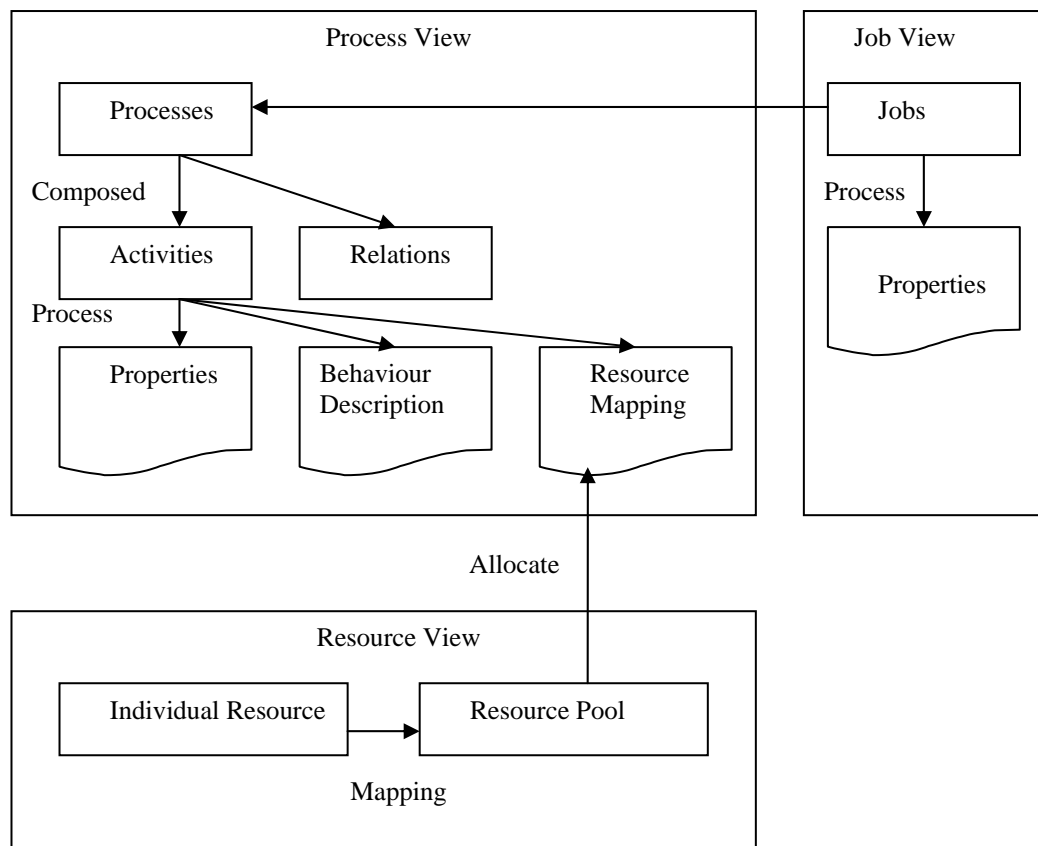 Process View
Processes
Composed
Activities
Relations
Process
Properties
Behaviour
Description
Resource
Mapping
Job View
Jobs
Process
Properties
Allocate
Resource View
Individual Resource
Resource Pool
Mapping